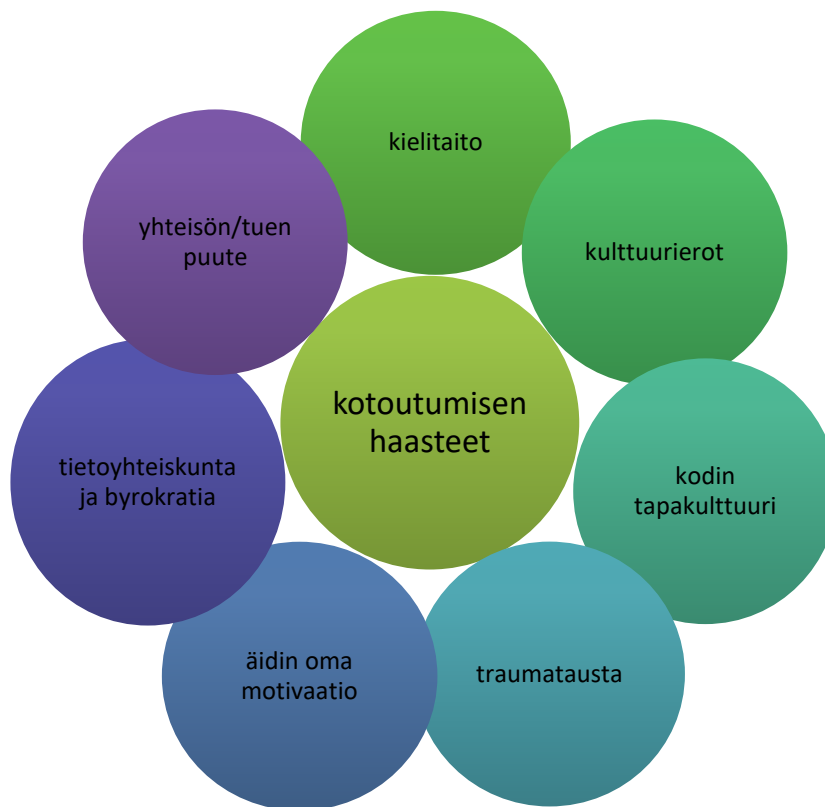 kielitaito
yhteisön/tuen
puute
kulttuurierot
kotoutumisen
haasteet
tietoyhteiskunta
ja byrokratia
kodin
tapakulttuuri
äidin oma
motivaatio
traumatausta